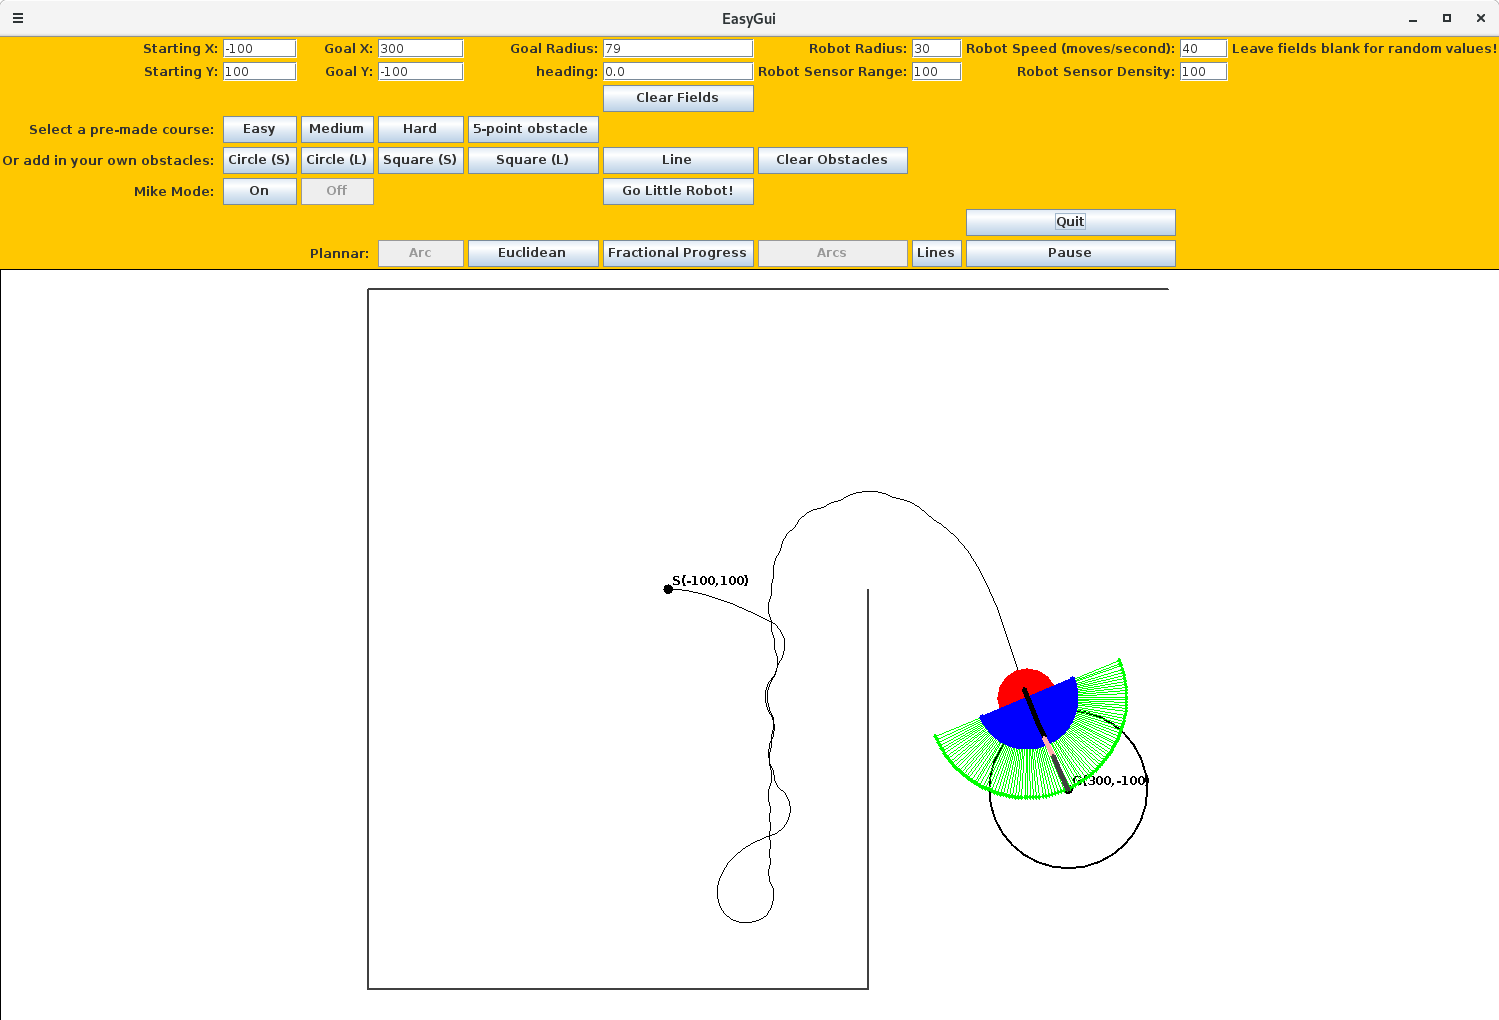 EasyGui
Starting X: -100 Goal X: 300 Goal Radius: 79 Robot Radius: 30 Robot Speed (moves/second): 40 Leave fields blank for random values!
Starting Y: 100 Goal Y: -100 heading: 0.0 Robot Sensor Range: 100 Robot Sensor Density: 100
Clear Fields
Select a pre-made course: Easy Medium Hard 5-point obstacle
Or add in your own obstacles: Circle (S) Circle (L) Square (S) Square (L) Line Clear Obstacles
Mike Mode: On Off Go Little Robot!
Quit
Plannar: Arc Euclidean Fractional Progress Arcs Lines Pause
S(-100,100)
G(300,-100)